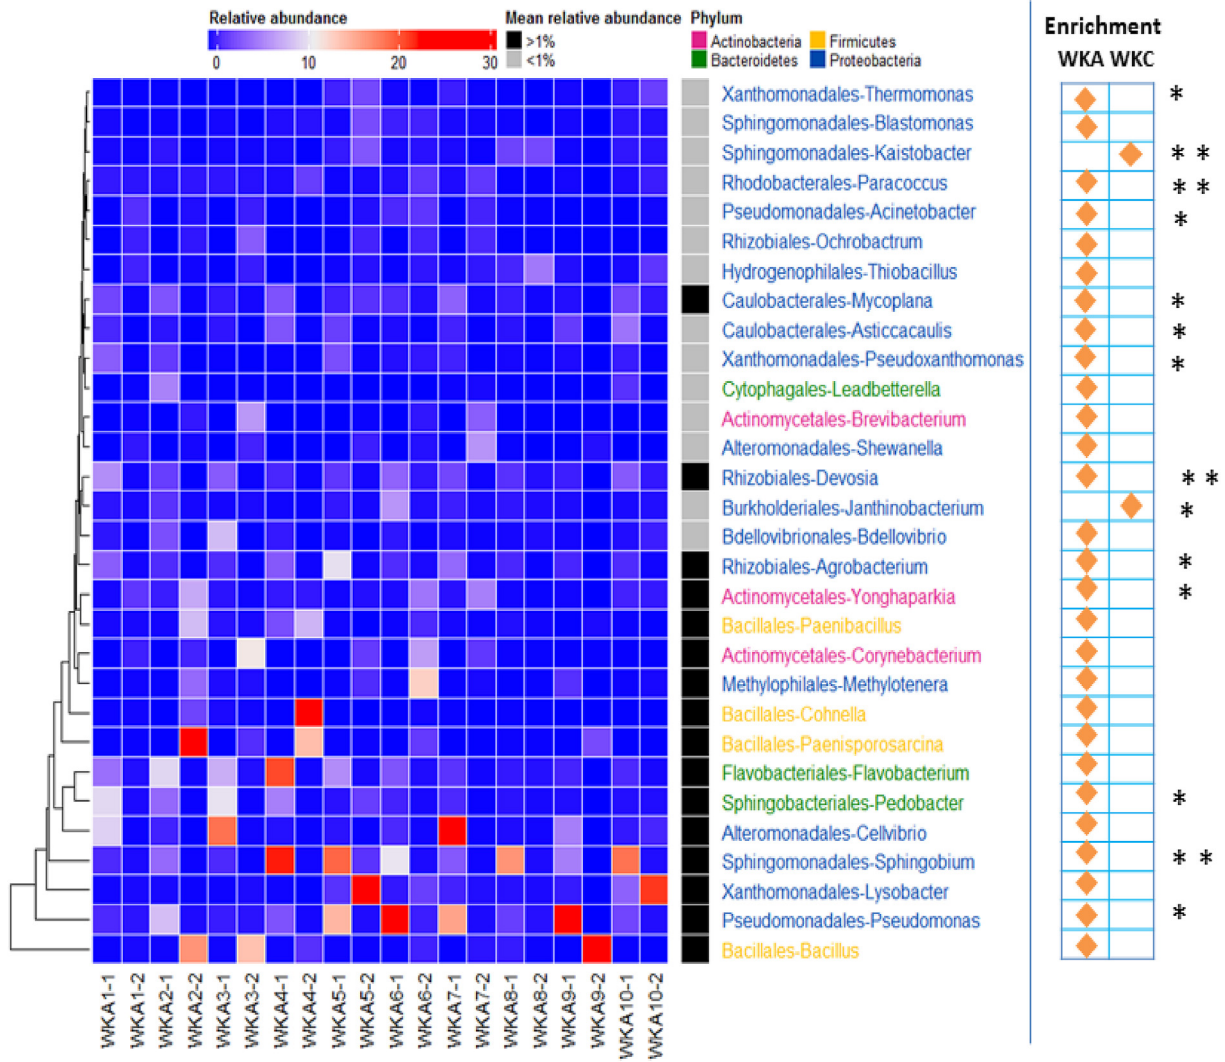 Relative abundance
0 10 20 30
Mean relative abundance
>1%
<1%
Phylum
Actinobacteria Firmicutes
Bacteroidetes Proteobacteria
Enrichment
WKA WKC
Xanthomonadales-Thermomonas *
Sphingomonadales-Blastomonas
Sphingomonadales-Kaistobacter * *
Rhodobacterales-Paracoccus * *
Pseudomonadales-Acinetobacter *
Rhizobiales-Ochrobactrum
Hydrogenophilales-Thiobacillus
Caulobacterales-Mycoplana *
Caulobacterales-Asticcacaulis *
Xanthomonadales-Pseudoxanthomonas *
Cytophagales-Leadbetterella
Actinomycetales-Brevibacterium
Alteromonadales-Shewanella
Rhizobiales-Devosia * *
Burkholderiales-Janthinobacterium *
Bdellovibrionales-Bdellovibrio
Rhizobiales-Agrobacterium *
Actinomycetales-Yonghaparkia *
Bacillales-Paenibacillus
Actinomycetales-Corynebacterium
Methylophilales-Methylotenera
Bacillales-Cohnella
Bacillales-Paenisporosarcina
Flavobacteriales-Flavobacterium
Sphingobacteriales-Pedobacter *
Alteromonadales-Cellvibrio
Sphingomonadales-Sphingobium * *
Xanthomonadales-Lysobacter
Pseudomonadales-Pseudomonas *
Bacillales-Bacillus
WKA1-1
WKA1-2
WKA2-1
WKA2-2
WKA3-1
WKA3-2
WKA4-1
WKA4-2
WKA5-1
WKA5-2
WKA6-1
WKA6-2
WKA7-1
WKA7-2
WKA8-1
WKA8-2
WKA9-1
WKA9-2
WKA10-1
WKA10-2